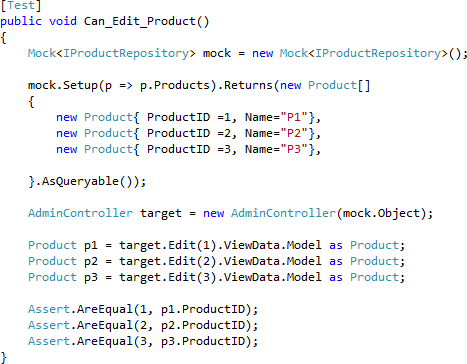 [Test]
public void Can_Edit_Product()
{
    Mock<IProductRepository> mock = new Mock<IProductRepository>();

    mock.Setup(p => p.Products).Returns(new Product[]
    {
        new Product{ ProductID =1, Name="P1"},
        new Product{ ProductID =2, Name="P2"},
        new Product{ ProductID =3, Name="P3"},

    }.AsQueryable());

    AdminController target = new AdminController(mock.Object);

    Product p1 = target.Edit(1).ViewData.Model as Product;
    Product p2 = target.Edit(2).ViewData.Model as Product;
    Product p3 = target.Edit(3).ViewData.Model as Product;

    Assert.AreEqual(1, p1.ProductID);
    Assert.AreEqual(2, p2.ProductID);
    Assert.AreEqual(3, p3.ProductID);
}